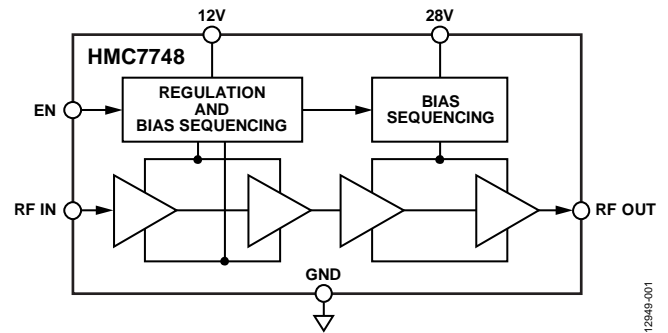 12V
28V
HMC7748
EN
REGULATION
AND
BIAS SEQUENCING
BIAS
SEQUENCING
RF IN
RF OUT
GND
12949-001